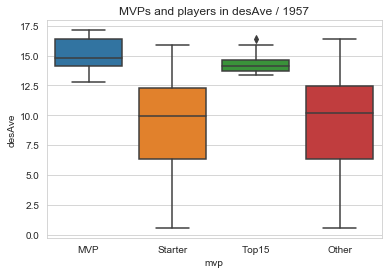 MVPs and players in desAve / 1957
17.5
15.0
12.5
10.0
7.5
5.0
2.5
0.0
desAve
MVP Starter Top15 Other
mvp